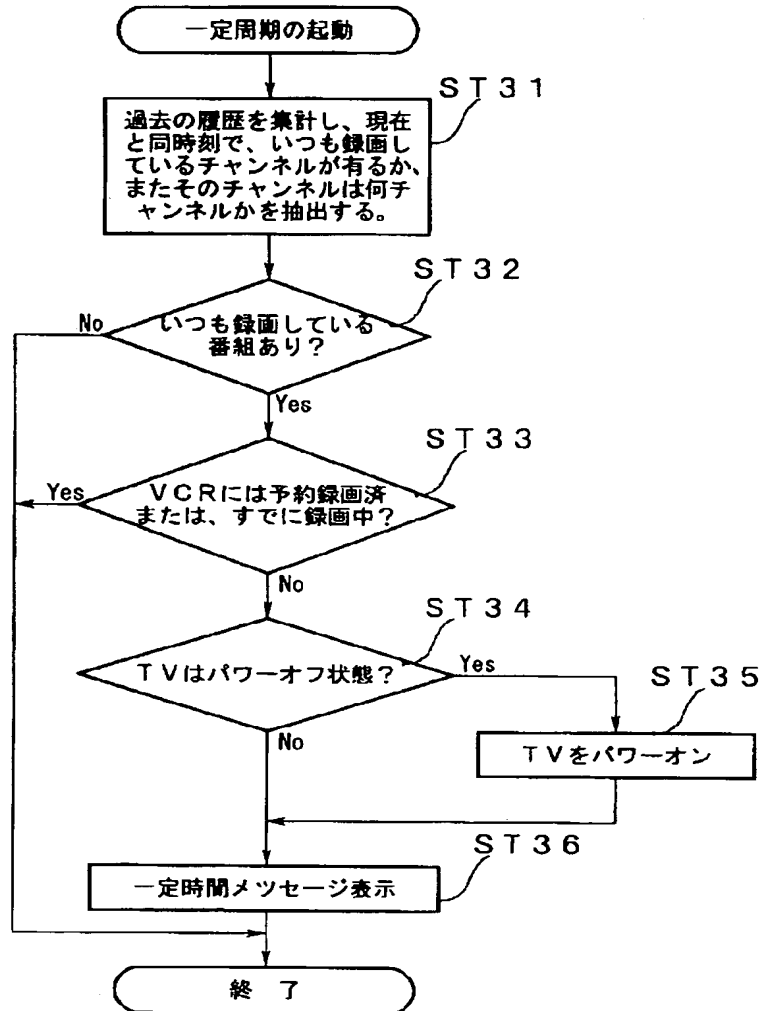 一定周期の起動
ST31
過去の履歴を集計し、現在
と同時刻で、いつも録画し
ているチャンネルが有るか、
またそのチャンネルは何チ
ャンネルかを抽出する。
ST32
No
いつも録画している
番組あり？
Yes
ST33
Yes
VCRには予約録画済
または、すでに録画中？
No
ST34
TVはパワーオフ状態？
Yes
ST35
No
TVをパワーオン
ST36
一定時間メツセージ表示
終 了